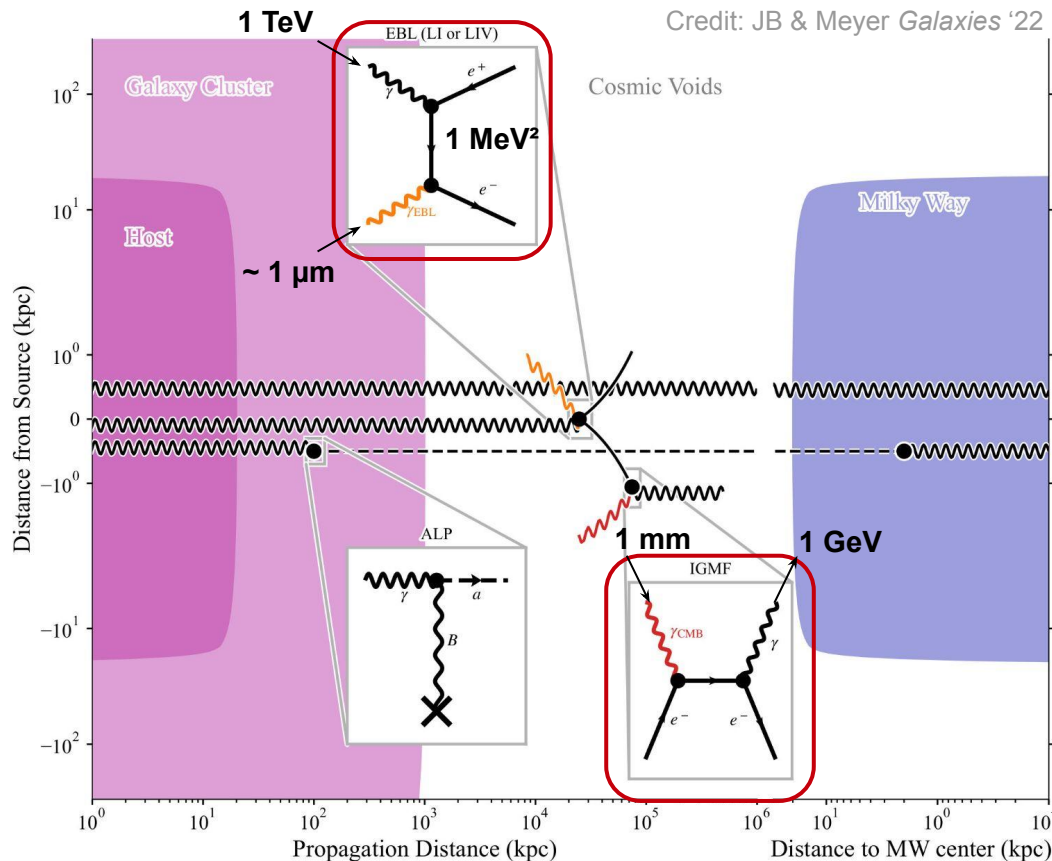 Credit: JB & Meyer Galaxies ‘22
1 TeV
EBL (LI or LIV)
Galaxy Cluster
Cosmic Voids
Host
Milky Way
γ
e⁺
1 MeV²
e⁻
γEBL
~ 1 µm
ALP
γ
a
B
1 mm
1 GeV
IGMF
γCMB
γ
e⁻
e⁻
Distance from Source (kpc)
10²
10¹
10⁰
0
−10⁰
−10¹
−10²
10⁰ 10¹ 10² 10³ 10⁴ 10⁵ 10⁶ 10¹ 10⁰ 10
Propagation Distance (kpc)
Distance to MW center (kpc)